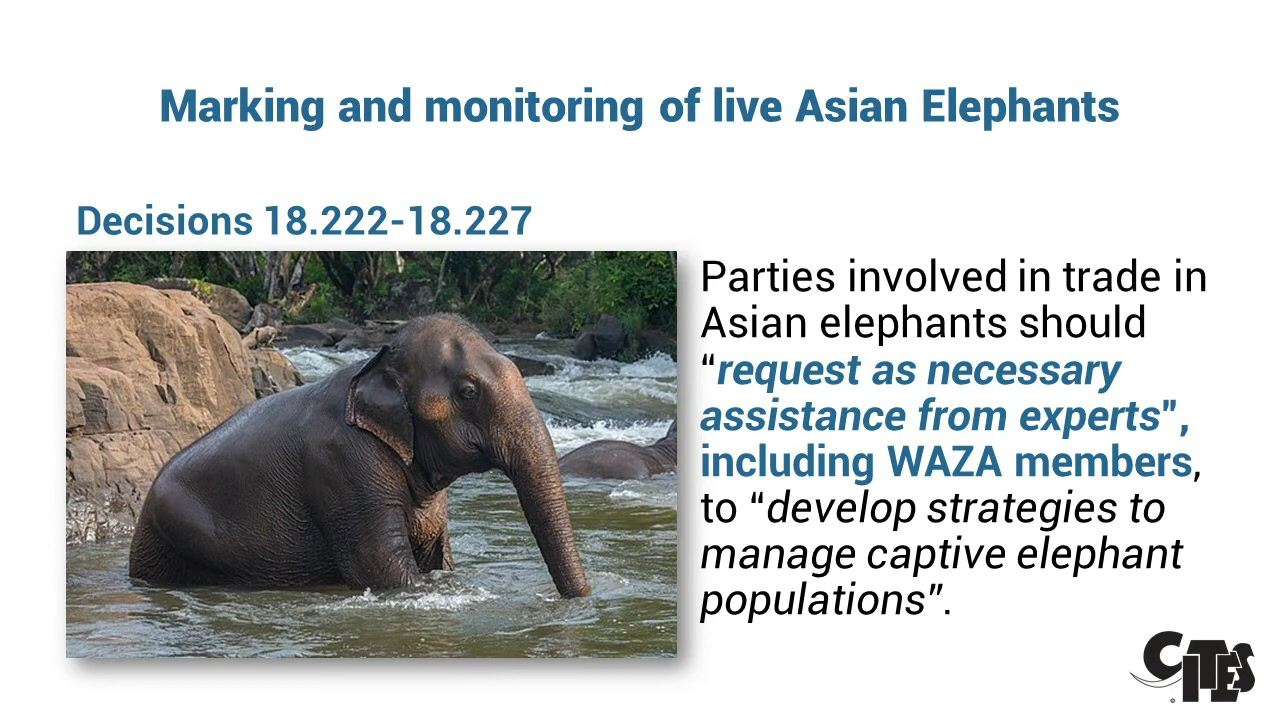 Marking and monitoring of live Asian Elephants
Decisions 18.222-18.227
Parties involved in trade in
Asian elephants should
“request as necessary
assistance from experts”,
including WAZA members,
to “develop strategies to
manage captive elephant
populations”.
CITES
®